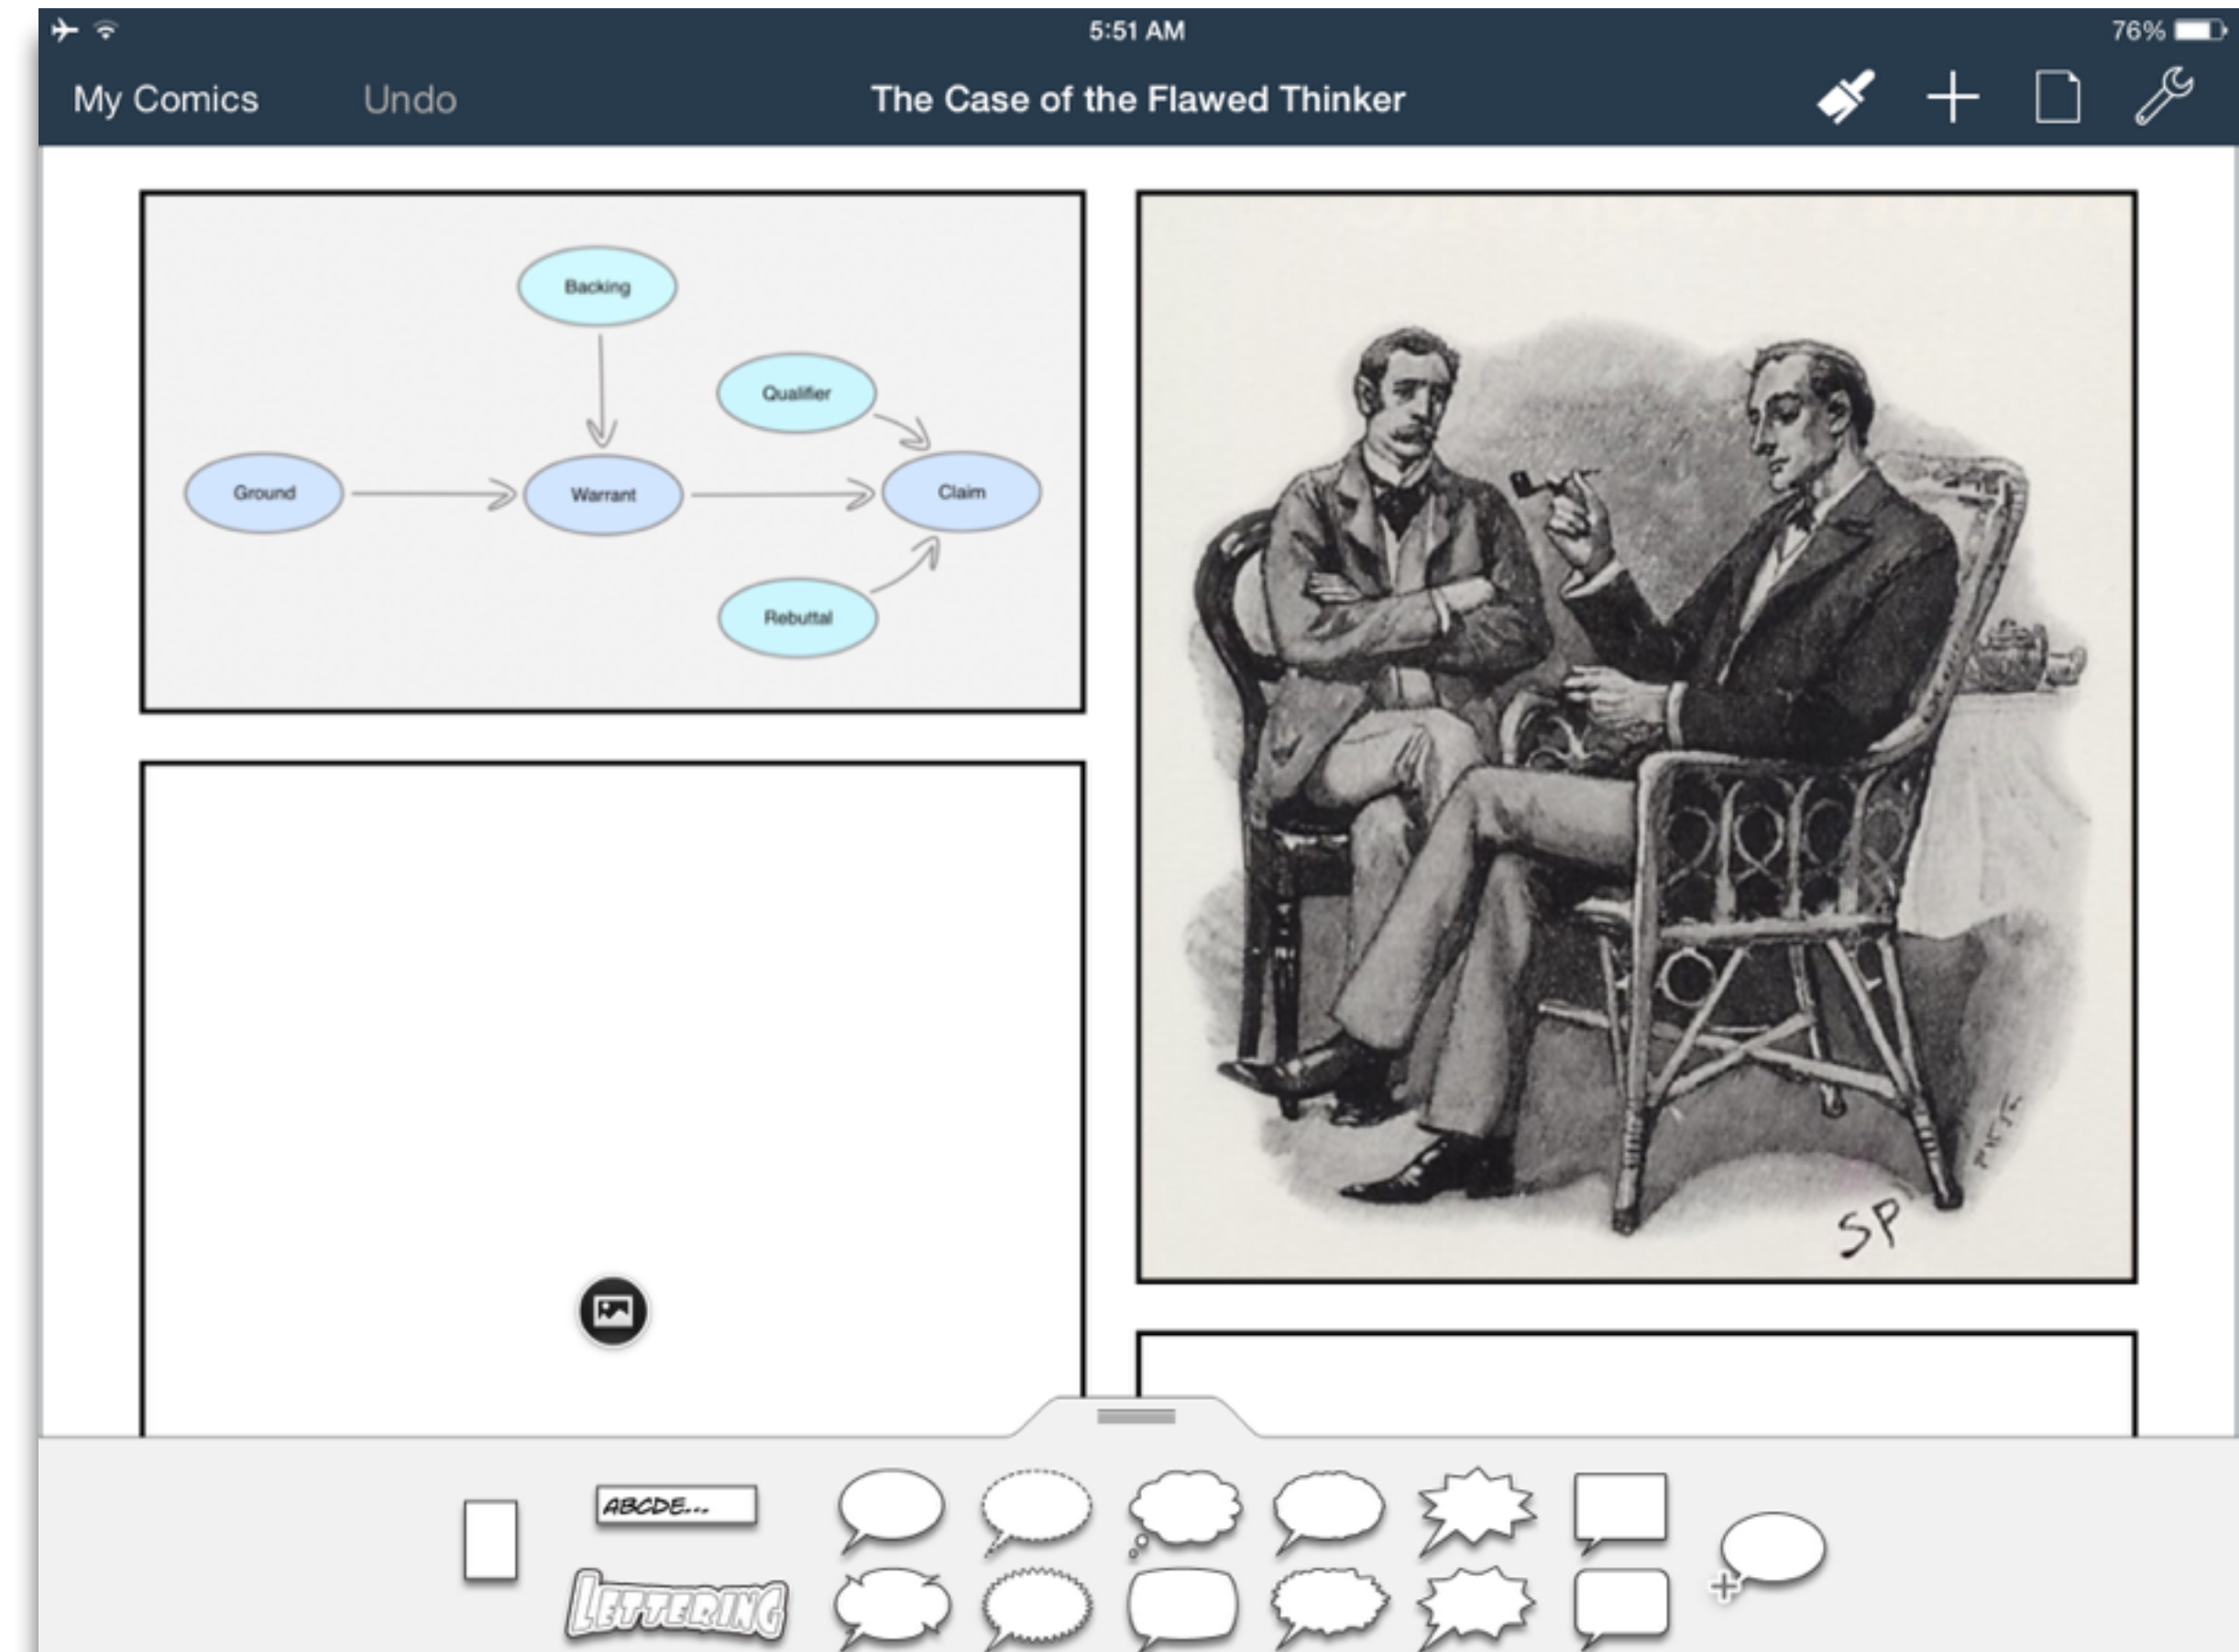 5:51 AM
76%
My Comics
Undo
The Case of the Flawed Thinker
Backing
Qualifier
Ground
Warrant
Claim
Rebuttal
SP
ABCDE...
LETTERING